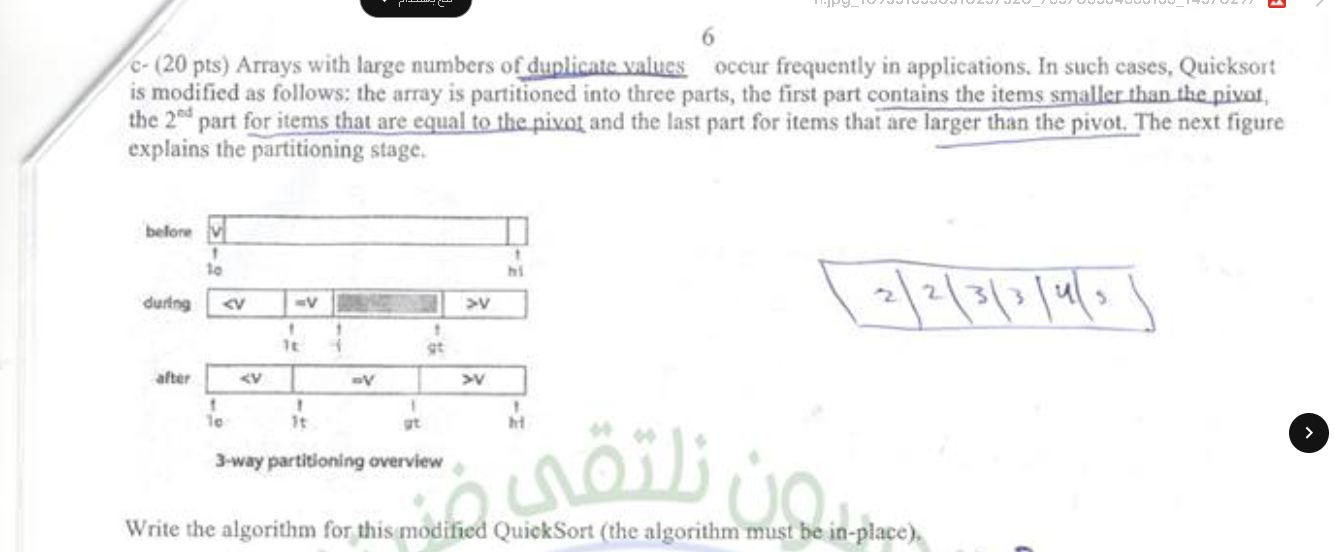 6
c- (20 pts) Arrays with large numbers of duplicate values occur frequently in applications. In such cases, Quicksort
is modified as follows: the array is partitioned into three parts, the first part contains the items smaller than the pivot,
the 2nd part for items that are equal to the pivot and the last part for items that are larger than the pivot. The next figure
explains the partitioning stage.
before v
lo hi
during <v =v >v
lt i gt
2 2 3 3 4
after <v =v >v
lo lt gt hi
3-way partitioning overview
نلتقي
Write the algorithm for this modified QuickSort (the algorithm must be in-place).